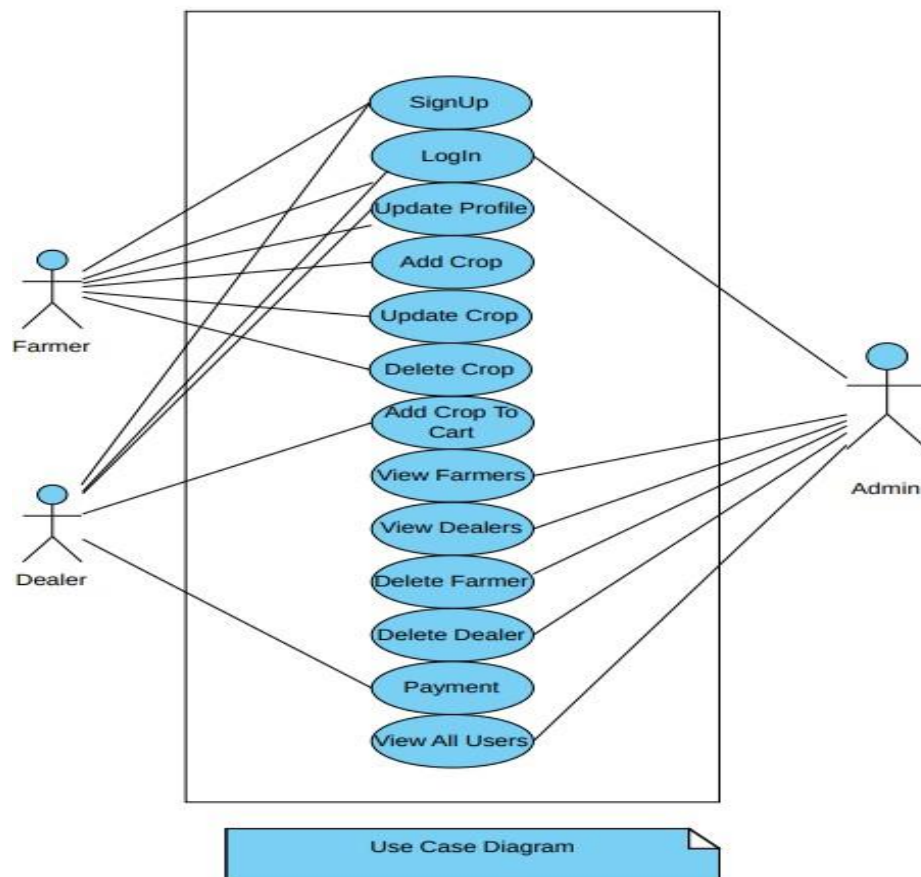 SignUp
LogIn
Update Profile
Add Crop
Farmer
Update Crop
Delete Crop
Add Crop To
Cart
View Farmers
Admin
View Dealers
Dealer
Delete Farmer
Delete Dealer
Payment
View All Users
Use Case Diagram